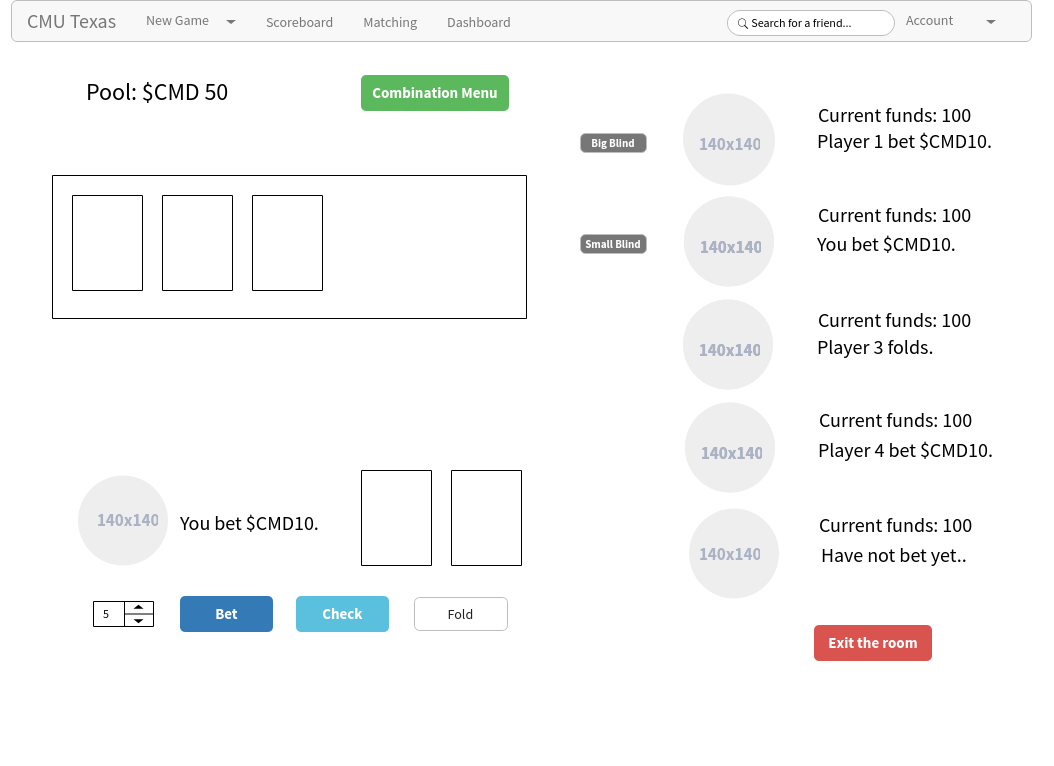 CMU Texas
New Game
Scoreboard
Matching
Dashboard
Search for a friend...
Account
Pool: $CMD 50
Combination Menu
Big Blind
140x140
Current funds: 100
Player 1 bet $CMD10.
Small Blind
140x140
Current funds: 100
You bet $CMD10.
140x140
Current funds: 100
Player 3 folds.
140x140
Current funds: 100
Player 4 bet $CMD10.
140x140
Current funds: 100
Have not bet yet..
140x140
You bet $CMD10.
5
Bet
Check
Fold
Exit the room